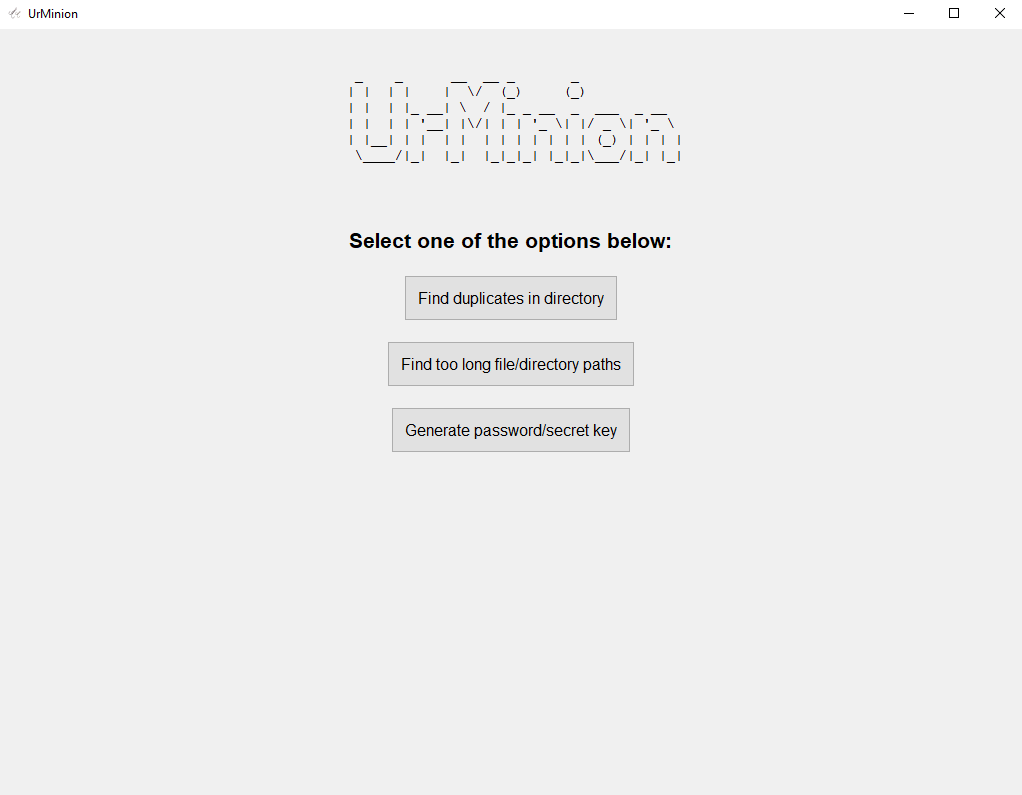 UrMinion
UrMinion
Select one of the options below:
Find duplicates in directory
Find too long file/directory paths
Generate password/secret key